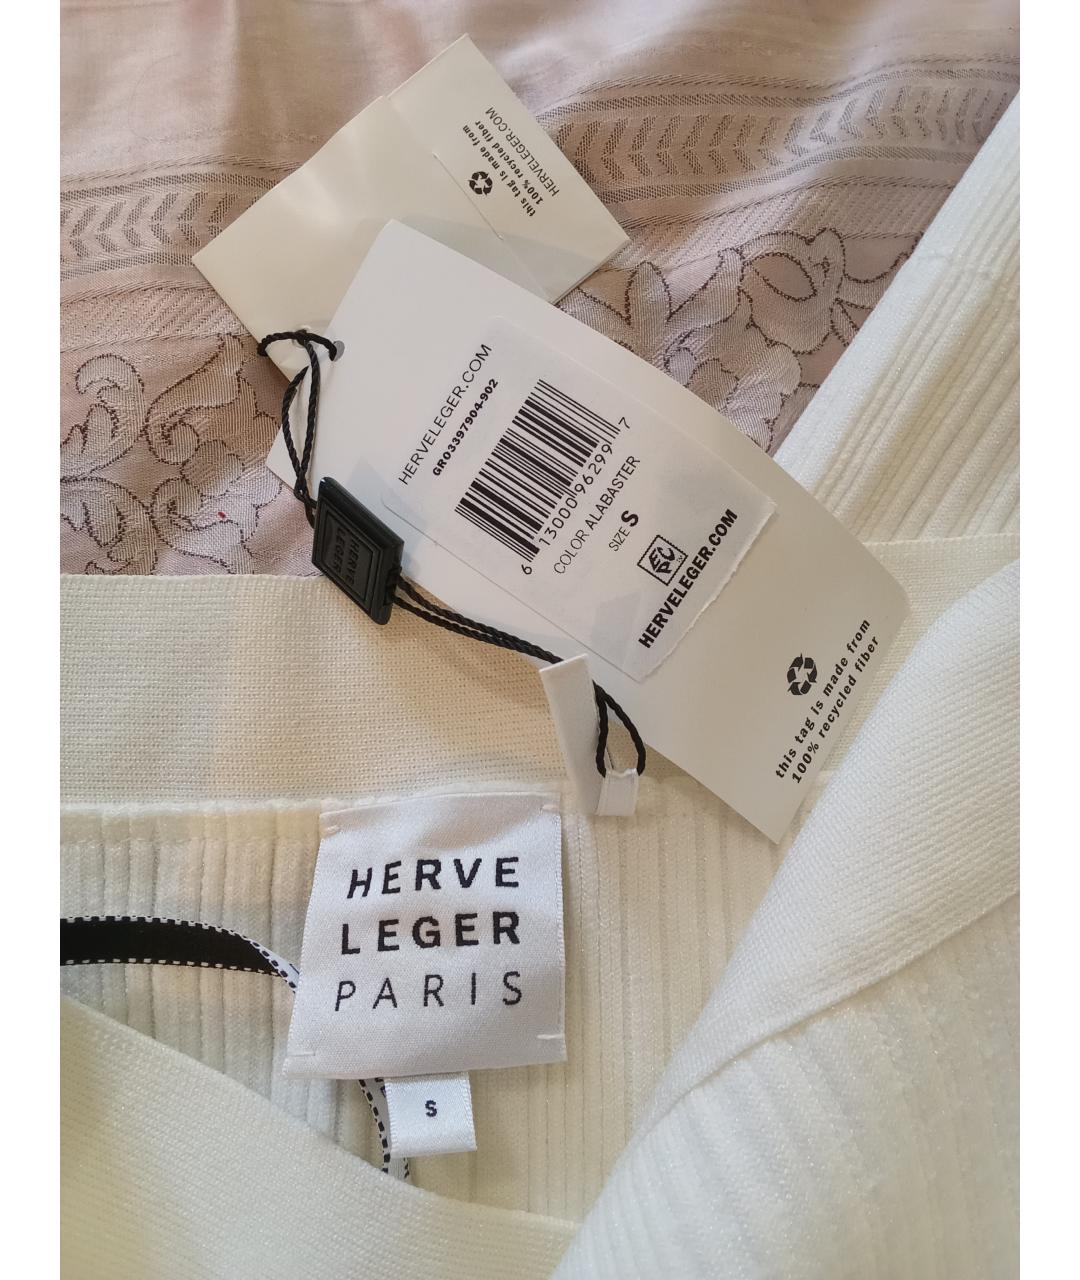 HERVELEGER.COM
this tag is made from
100% recycled fiber
HERVELEGER.COM
GR03397904-902
6 13000 96299 7
COLOR ALABASTER
SIZE S
HERVELEGER.COM
this tag is made from
100% recycled fiber
HERVE
LEGER
HERVE
LEGER
PARIS
S